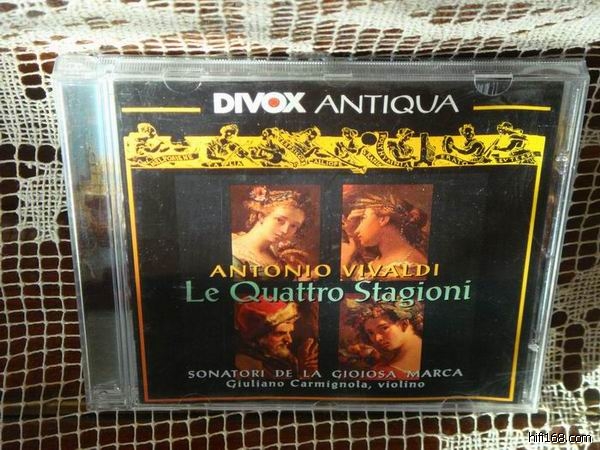 DIVOX ANTIQUA
ANTONIO VIVALDI
Le Quattro Stagioni
SONATORI DE LA GIOIOSA MARCA
Giuliano Carmignola, violino
hifi168.com